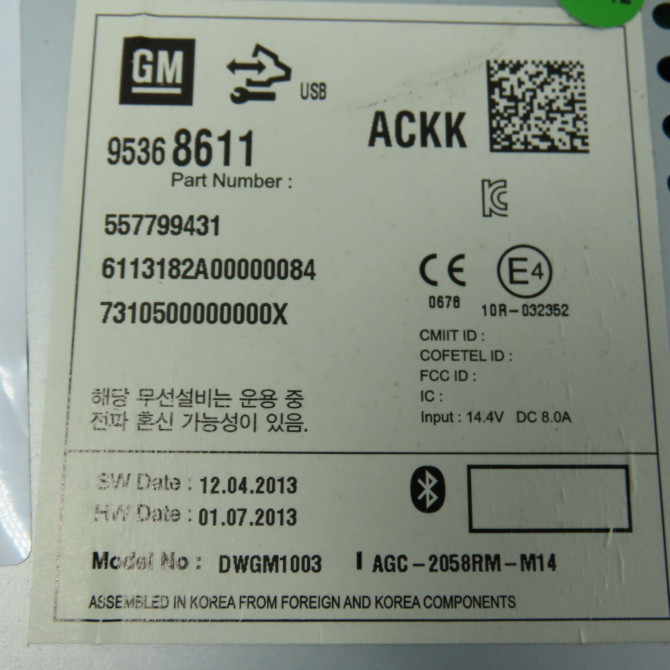 GM
USB
ACKK
9536 8611
Part Number :
557799431
6113182A00000084
7310500000000X
CE
0678
E4
10R-032352
CMIIT ID :
COFETEL ID :
FCC ID :
IC :
Input : 14.4V DC 8.0A
해당 무선설비는 운용 중
전파 혼신 가능성이 있음.
SW Date : 12.04.2013
HW Date : 01.07.2013
Model No : DWGM1003 I AGC-2058RM-M14
ASSEMBLED IN KOREA FROM FOREIGN AND KOREA COMPONENTS